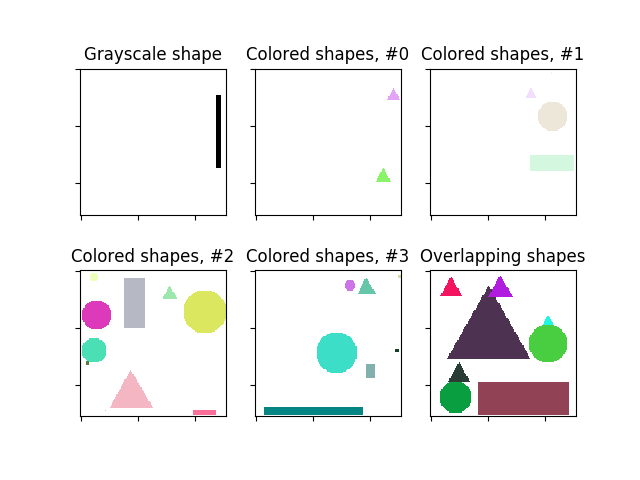 Grayscale shape
Colored shapes, #0
Colored shapes, #1
Colored shapes, #2
Colored shapes, #3
Overlapping shapes